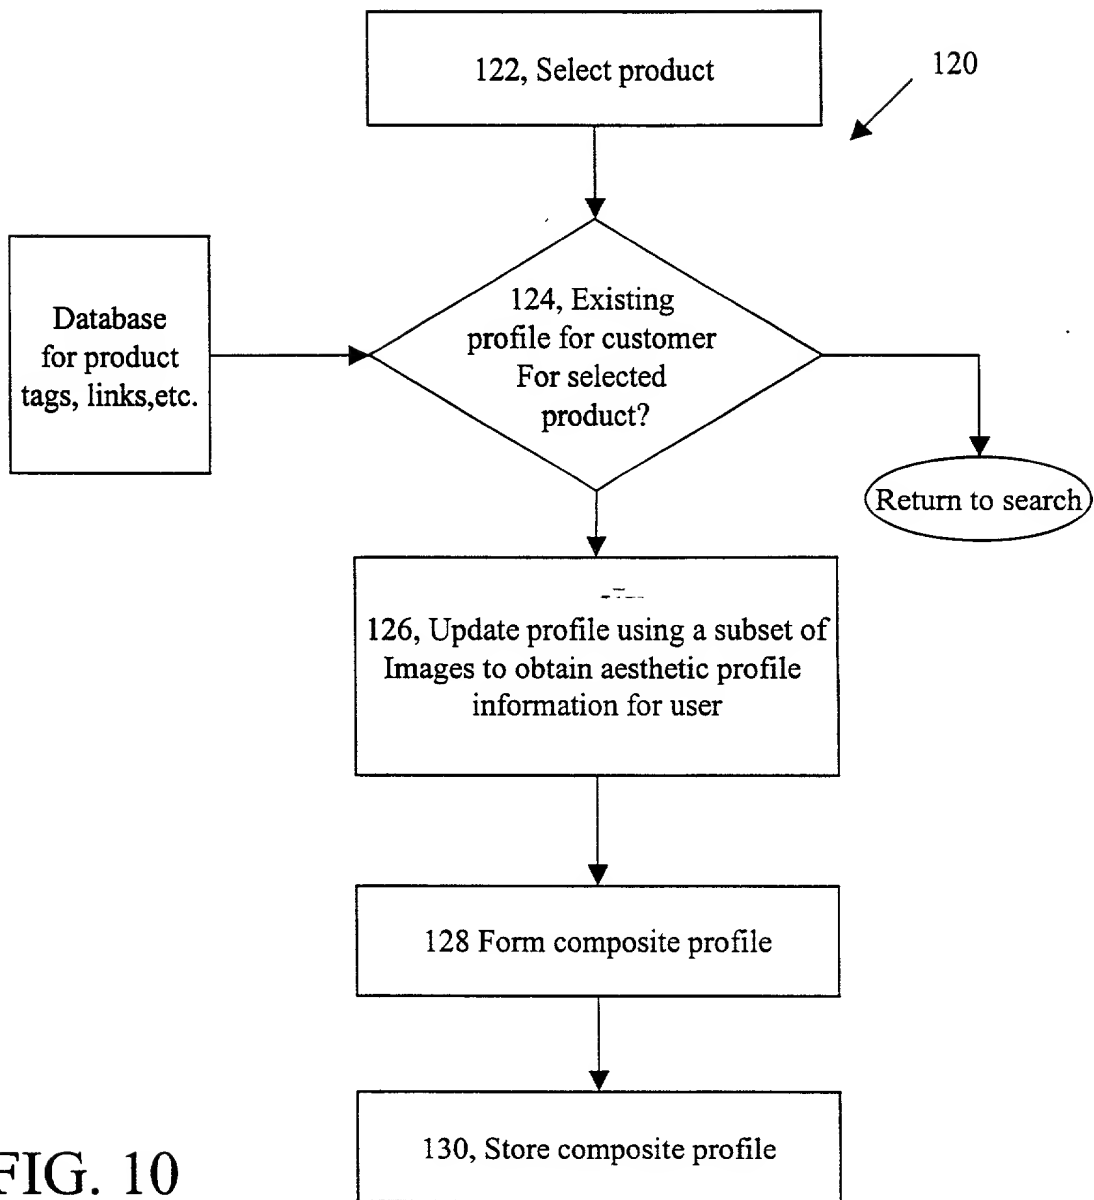 122, Select product
120
124, Existing
profile for customer
For selected
product?
Database
for product
tags, links,etc.
Return to search
126, Update profile using a subset of
Images to obtain aesthetic profile
information for user
128 Form composite profile
130, Store composite profile
FIG. 10